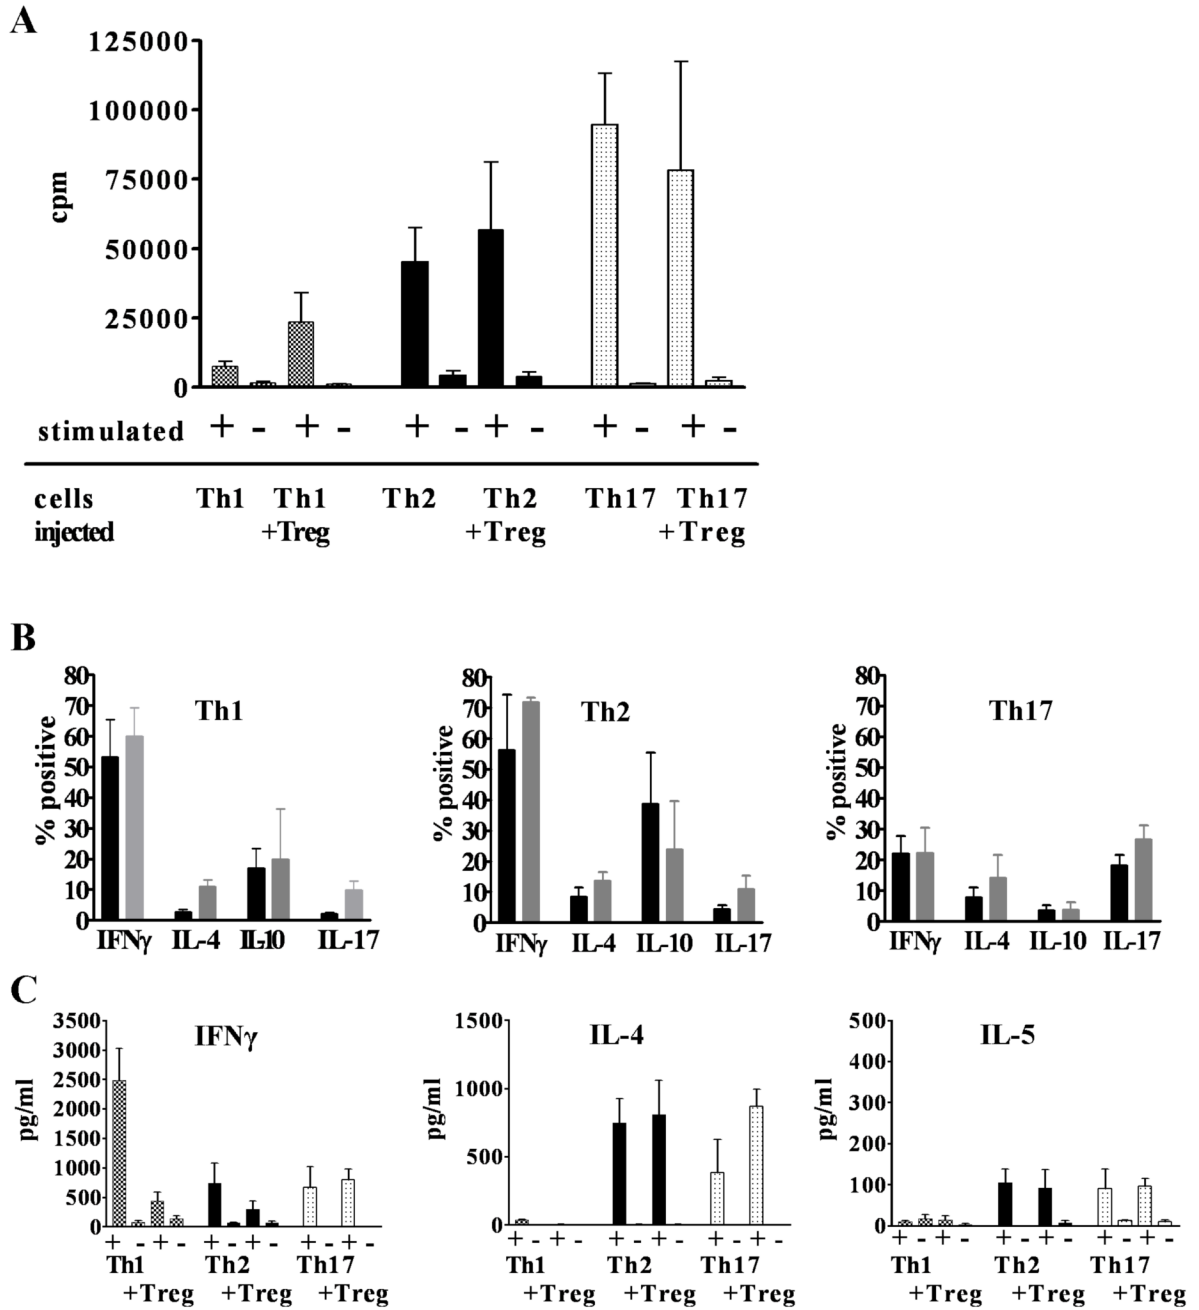 A
125000
100000
75000
50000
25000
0
cpm
stimulated + - + - + - + - + - + -
cells Th1 Th1 Th2 Th2 Th17 Th17
injected +Treg +Treg +Treg
B
80
70
60
50
40
30
20
10
0
% positive
Th1
IFNγ IL-4 IL-10 IL-17
80
70
60
50
40
30
20
10
0
% positive
Th2
IFNγ IL-4 IL-10 IL-17
80
70
60
50
40
30
20
10
0
% positive
Th17
IFNγ IL-4 IL-10 IL-17
C
3500
3000
2500
2000
1500
1000
500
0
pg/ml
IFNγ
+ - + - + - + - + - + -
Th1 Th2 Th17
+Treg +Treg +Treg
1500
1000
500
0
pg/ml
IL-4
+ - + - + - + - + - + -
Th1 Th2 Th17
+Treg +Treg +Treg
500
400
300
200
100
0
pg/ml
IL-5
+ - + - + - + - + - + -
Th1 Th2 Th17
+Treg +Treg +Treg